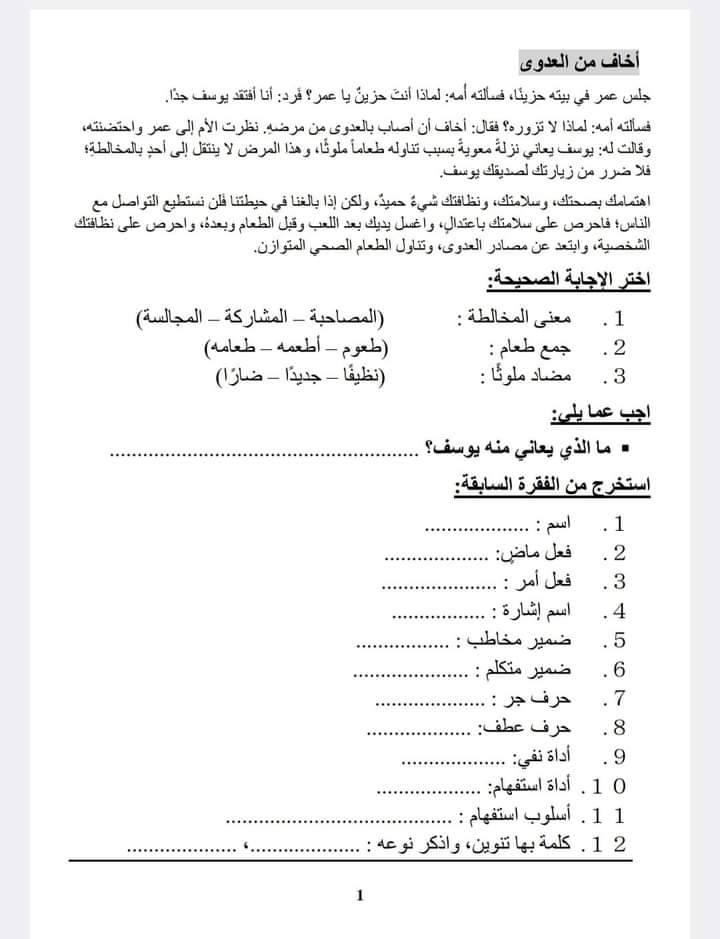 أخاف من العدوى
جلس عمر في بيته حزينًا، فسألته أُمه: لماذا أنتَ حزينٌ يا عمر؟ فَرد: أنا أفتقد يوسف جدًا.
فسألته أمه: لماذا لا تزوره؟ فقال: أخاف أن أصاب بالعدوى من مرضهِ. نظرت الأم إلى عمر واحتضنته،
وقالت له: يوسف يعاني نزلةً معويةً بسبب تناوله طعاماً ملوثًا، وهذا المرض لا ينتقل إلى أحدٍ بالمخالطةِ؛
فلا ضرر من زيارتك لصديقك يوسف.
اهتمامك بصحتك، وسلامتك، ونظافتك شيءٌ حميدٌ، ولكن إذا بالغنا في حيطتنا فَلن نستطيع التواصل مع
الناس؛ فاحرص على سلامتك باعتدالٍ، واغسل يديك بعد اللعب وقبل الطعام وبعدهُ، واحرص على نظافتك
الشخصية، وابتعد عن مصادر العدوى، وتناول الطعام الصحي المتوازن.
اختر الإجابة الصحيحة:
1. معنى المخالطة : (المصاحبة – المشاركة – المجالسة)
2. جمع طعام : (طعوم – أطعمه – طعامه)
3. مضاد ملوثًا : (نظيفًا – جديدًا – ضارًا)
اجب عما يلي:
▪ ما الذي يعاني منه يوسف؟ ....................................................
استخرج من الفقرة السابقة:
1. اسم : ...................
2. فعل ماضٍ: ...................
3. فعل أمر : .....................
4. اسم إشارة : .................
5. ضمير مخاطب : .................
6. ضمير متكلم : .....................
7. حرف جر : ....................
8. حرف عطف: ...................
9. أداة نفي: ...................
10. أداة استفهام: ...................
11. أسلوب استفهام : .........................................
12. كلمة بها تنوين، واذكر نوعه : ....................، ....................
1